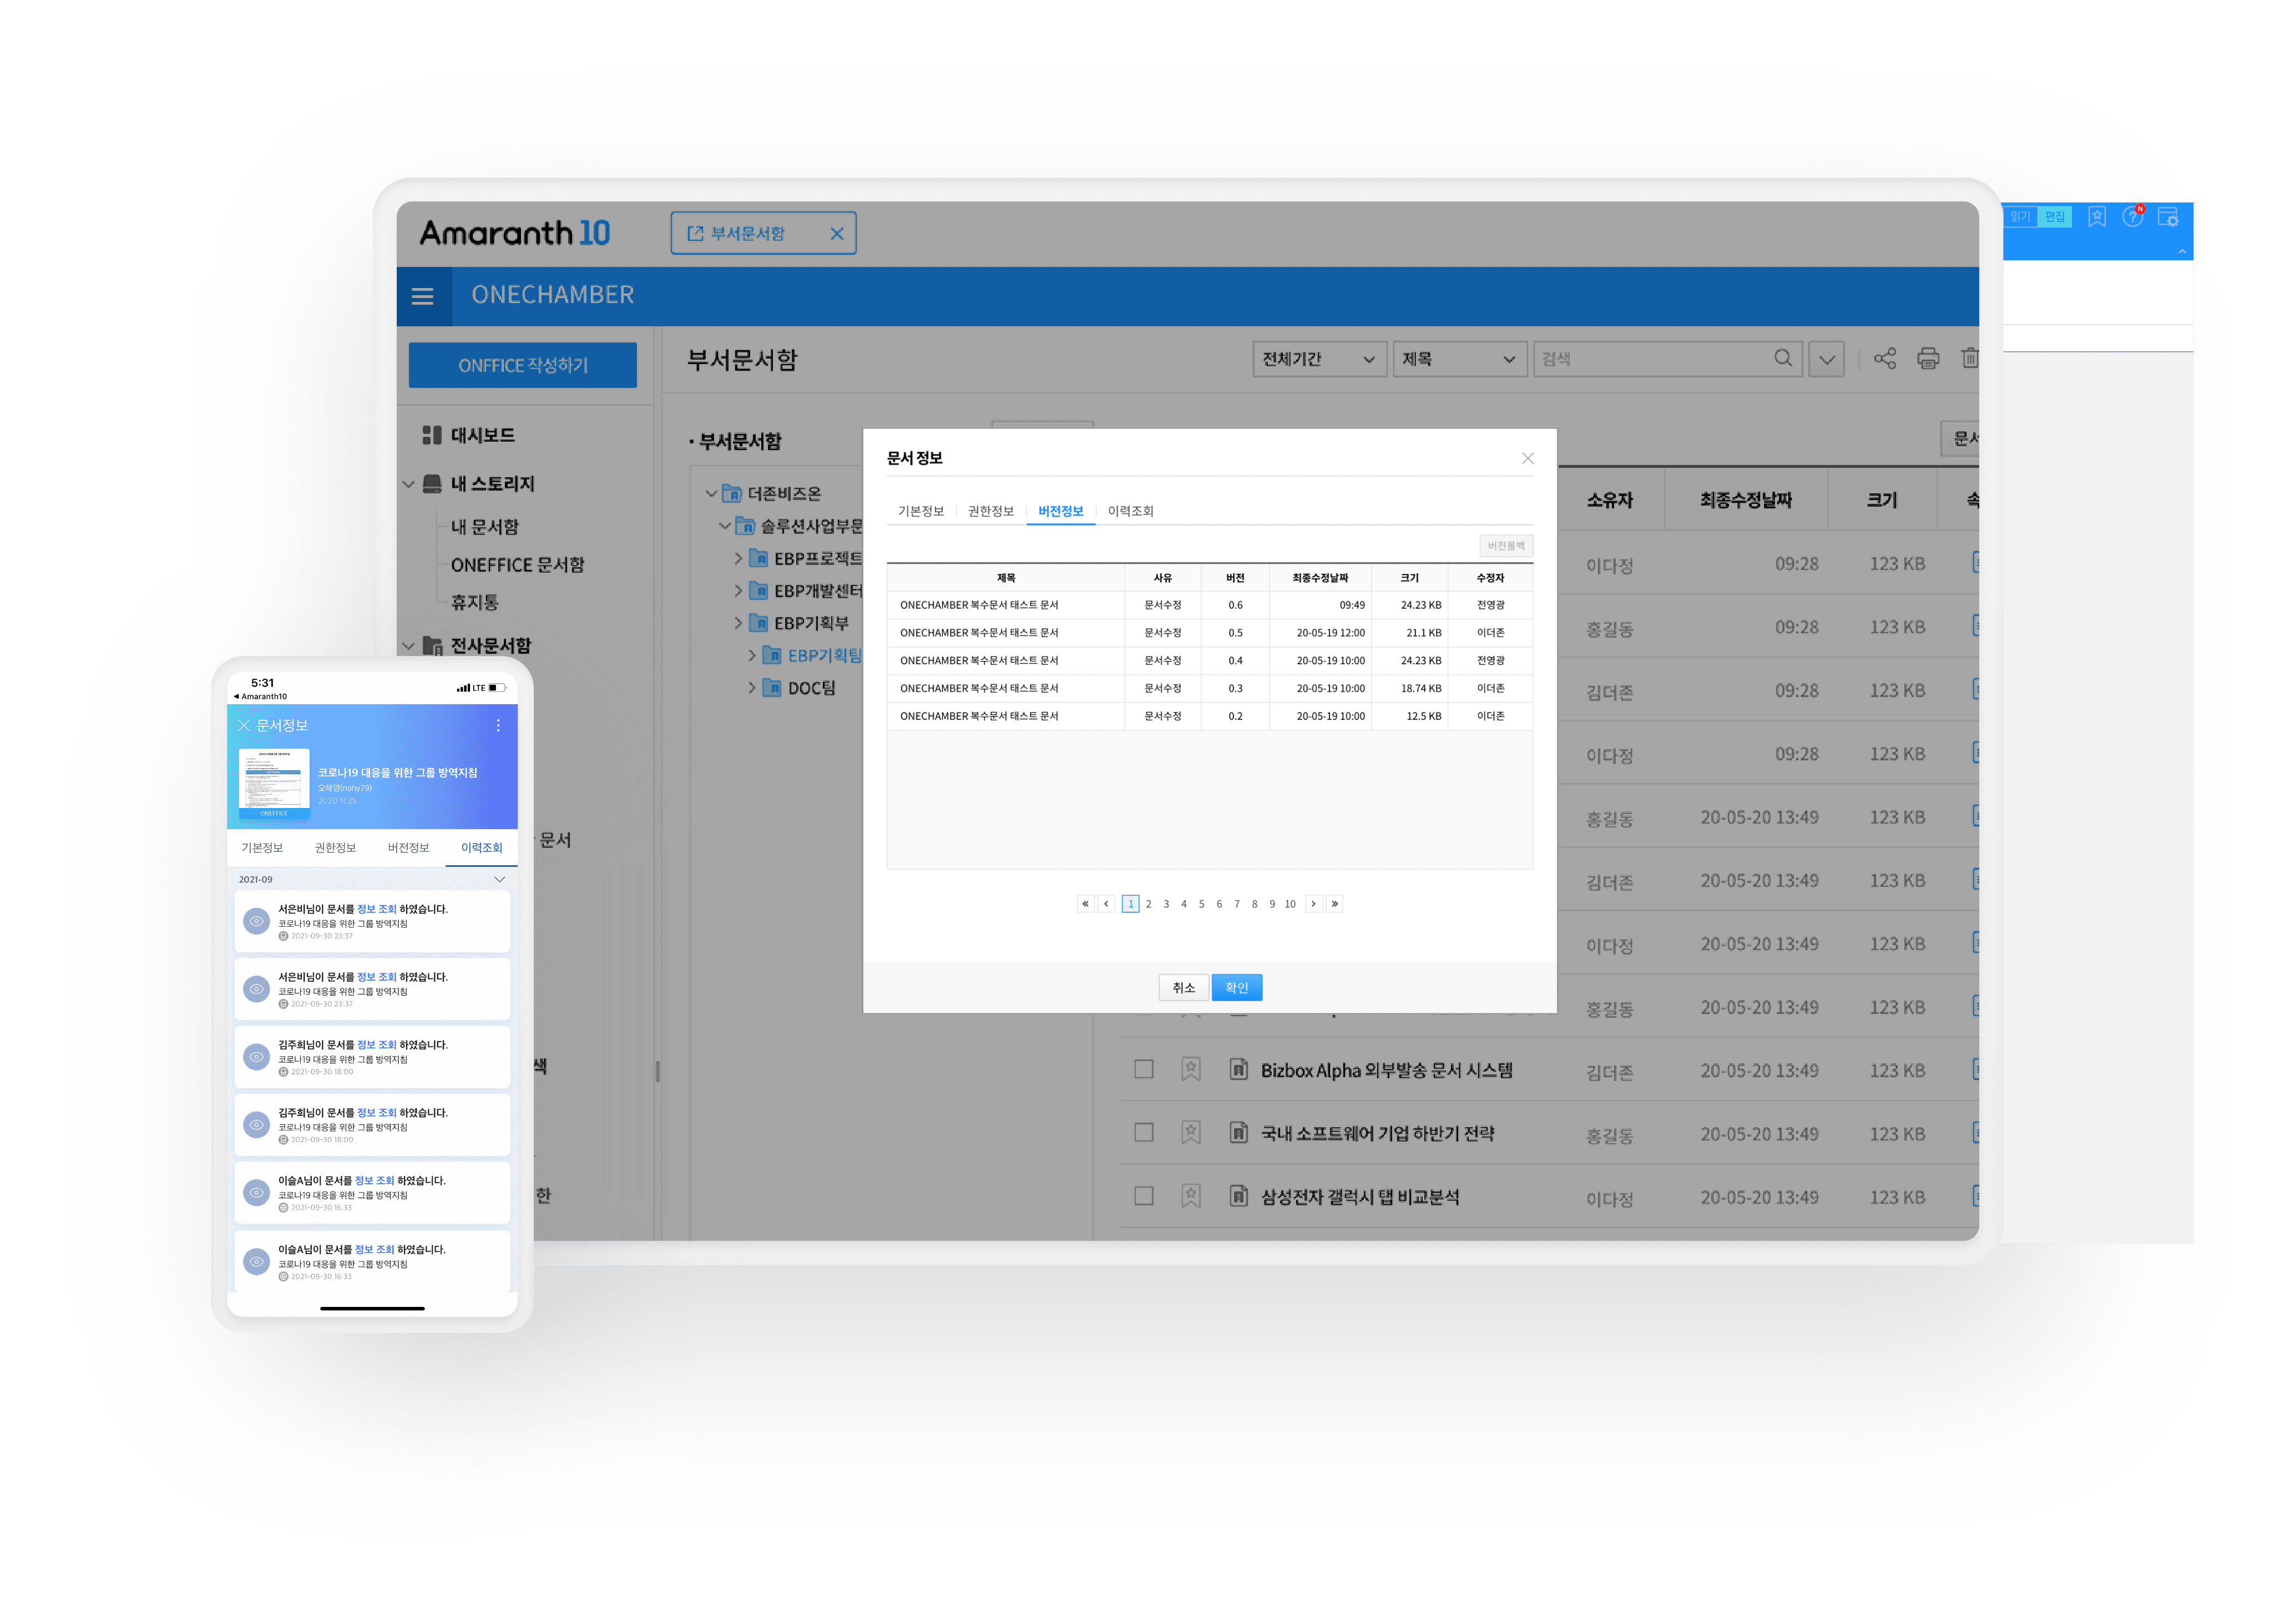 Amaranth 10
부서문서함
읽기 편집
N
ONECHAMBER
ONFFICE 작성하기
부서문서함
전체기간 제목 검색
대시보드
내 스토리지
내 문서함
ONEFFICE 문서함
휴지통
전사문서함
문서
색
한
• 부서문서함
더존비즈온
솔루션사업부문
EBP프로젝트
EBP개발센터
EBP기획부
EBP기획팀
DOC팀
문서
소유자 최종수정날짜 크기 속
이다정 09:28 123 KB
홍길동 09:28 123 KB
김더존 09:28 123 KB
이다정 09:28 123 KB
홍길동 20-05-20 13:49 123 KB
김더존 20-05-20 13:49 123 KB
이다정 20-05-20 13:49 123 KB
홍길동 20-05-20 13:49 123 KB
Bizbox Alpha 외부발송 문서 시스템 김더존 20-05-20 13:49 123 KB
국내 소프트웨어 기업 하반기 전략 홍길동 20-05-20 13:49 123 KB
삼성전자 갤럭시 탭 비교분석 이다정 20-05-20 13:49 123 KB
문서 정보
기본정보 권한정보 버전정보 이력조회
버전롤백
제목 사유 버전 최종수정날짜 크기 수정자
ONECHAMBER 복수문서 태스트 문서 문서수정 0.6 09:49 24.23 KB 전영광
ONECHAMBER 복수문서 태스트 문서 문서수정 0.5 20-05-19 12:00 21.1 KB 이더존
ONECHAMBER 복수문서 태스트 문서 문서수정 0.4 20-05-19 10:00 24.23 KB 전영광
ONECHAMBER 복수문서 태스트 문서 문서수정 0.3 20-05-19 10:00 18.74 KB 이더존
ONECHAMBER 복수문서 태스트 문서 문서수정 0.2 20-05-19 10:00 12.5 KB 이더존
« ‹ 1 2 3 4 5 6 7 8 9 10 › »
취소 확인
5:31
LTE
◀ Amaranth10
문서정보
코로나19 대응을 위한 그룹 방역지침
오혜영(nohy79)
2020.11.25
ONEFFICE
기본정보 권한정보 버전정보 이력조회
2021-09
서은비님이 문서를 정보 조회 하였습니다.
코로나19 대응을 위한 그룹 방역지침
2021-09-30 23:37
서은비님이 문서를 정보 조회 하였습니다.
코로나19 대응을 위한 그룹 방역지침
2021-09-30 23:37
김주희님이 문서를 정보 조회 하였습니다.
코로나19 대응을 위한 그룹 방역지침
2021-09-30 18:00
김주희님이 문서를 정보 조회 하였습니다.
코로나19 대응을 위한 그룹 방역지침
2021-09-30 18:00
이슬A님이 문서를 정보 조회 하였습니다.
코로나19 대응을 위한 그룹 방역지침
2021-09-30 16:33
이슬A님이 문서를 정보 조회 하였습니다.
코로나19 대응을 위한 그룹 방역지침
2021-09-30 16:33